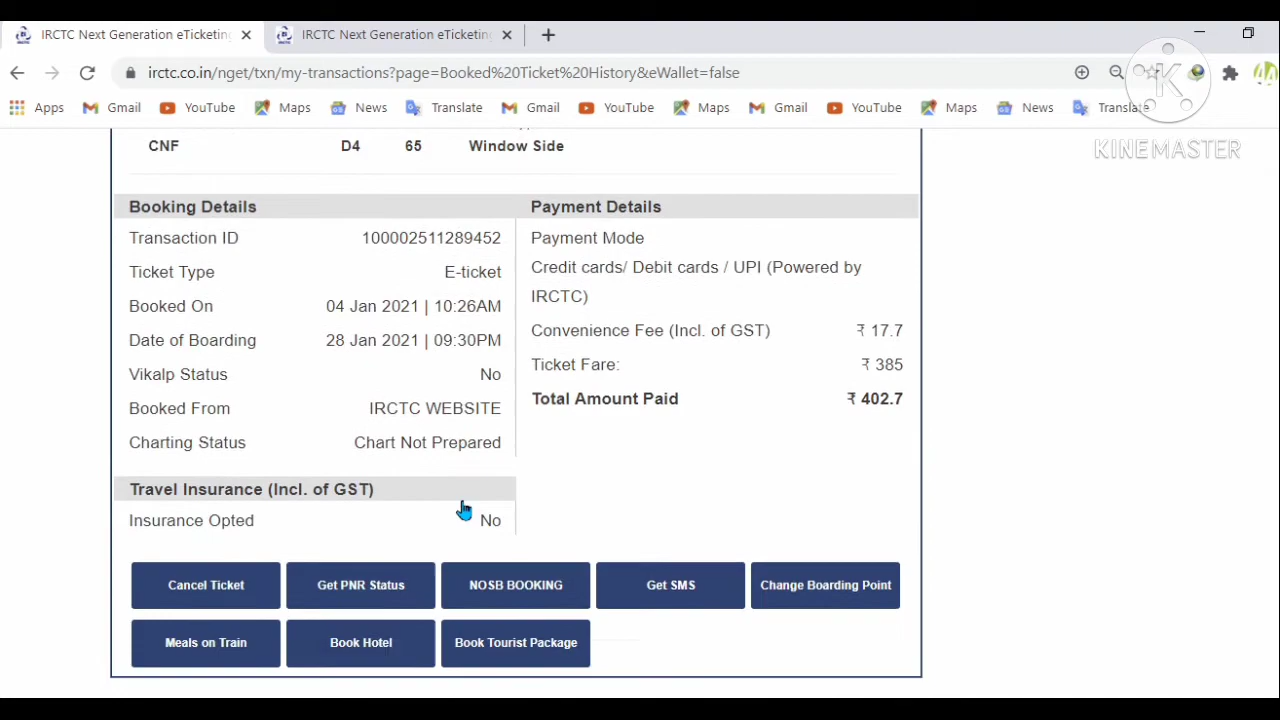 IRCTC Next Generation eTicketing
IRCTC Next Generation eTicketing
irctc.co.in/nget/txn/my-transactions?page=Booked%20Ticket%20History&eWallet=false
Apps Gmail YouTube Maps News Translate Gmail YouTube Maps Gmail YouTube Maps News Translate
K
KINEMASTER
CNF D4 65 Window Side
Booking Details
Transaction ID 100002511289452
Ticket Type E-ticket
Booked On 04 Jan 2021 | 10:26AM
Date of Boarding 28 Jan 2021 | 09:30PM
Vikalp Status No
Booked From IRCTC WEBSITE
Charting Status Chart Not Prepared
Payment Details
Payment Mode
Credit cards/ Debit cards / UPI (Powered by
IRCTC)
Convenience Fee (Incl. of GST) ₹ 17.7
Ticket Fare: ₹ 385
Total Amount Paid ₹ 402.7
Travel Insurance (Incl. of GST)
Insurance Opted No
Cancel Ticket Get PNR Status NOSB BOOKING Get SMS Change Boarding Point
Meals on Train Book Hotel Book Tourist Package